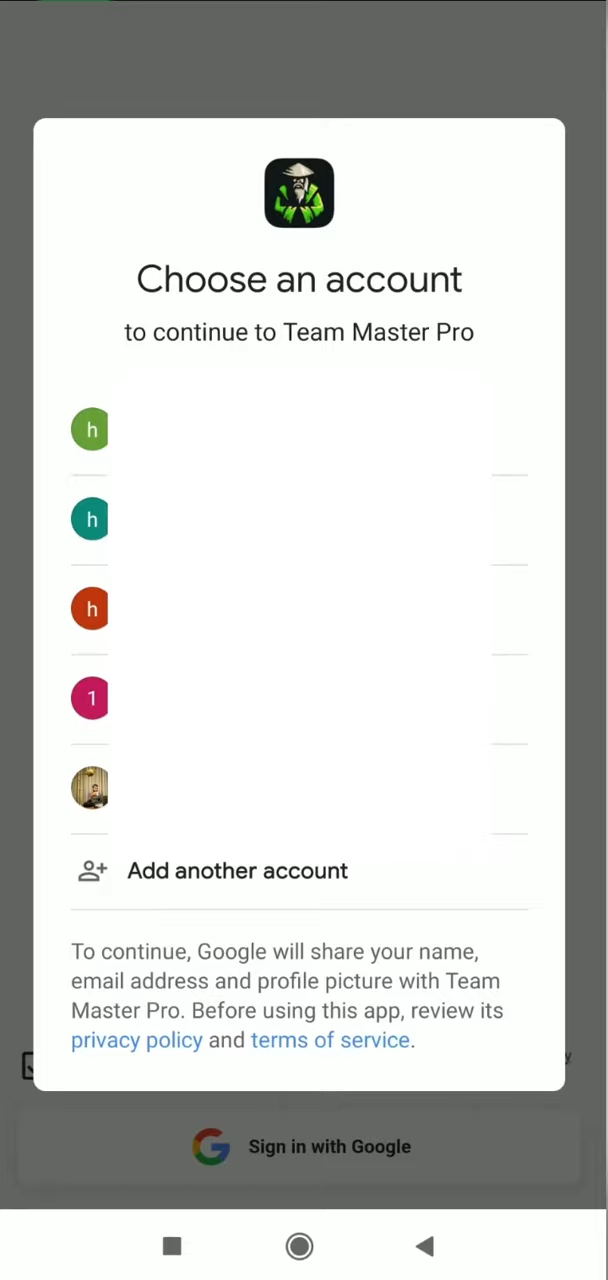 Choose an account
to continue to Team Master Pro
h
h
h
1
Add another account
To continue, Google will share your name,
email address and profile picture with Team
Master Pro. Before using this app, review its
privacy policy and terms of service.
y
Sign in with Google